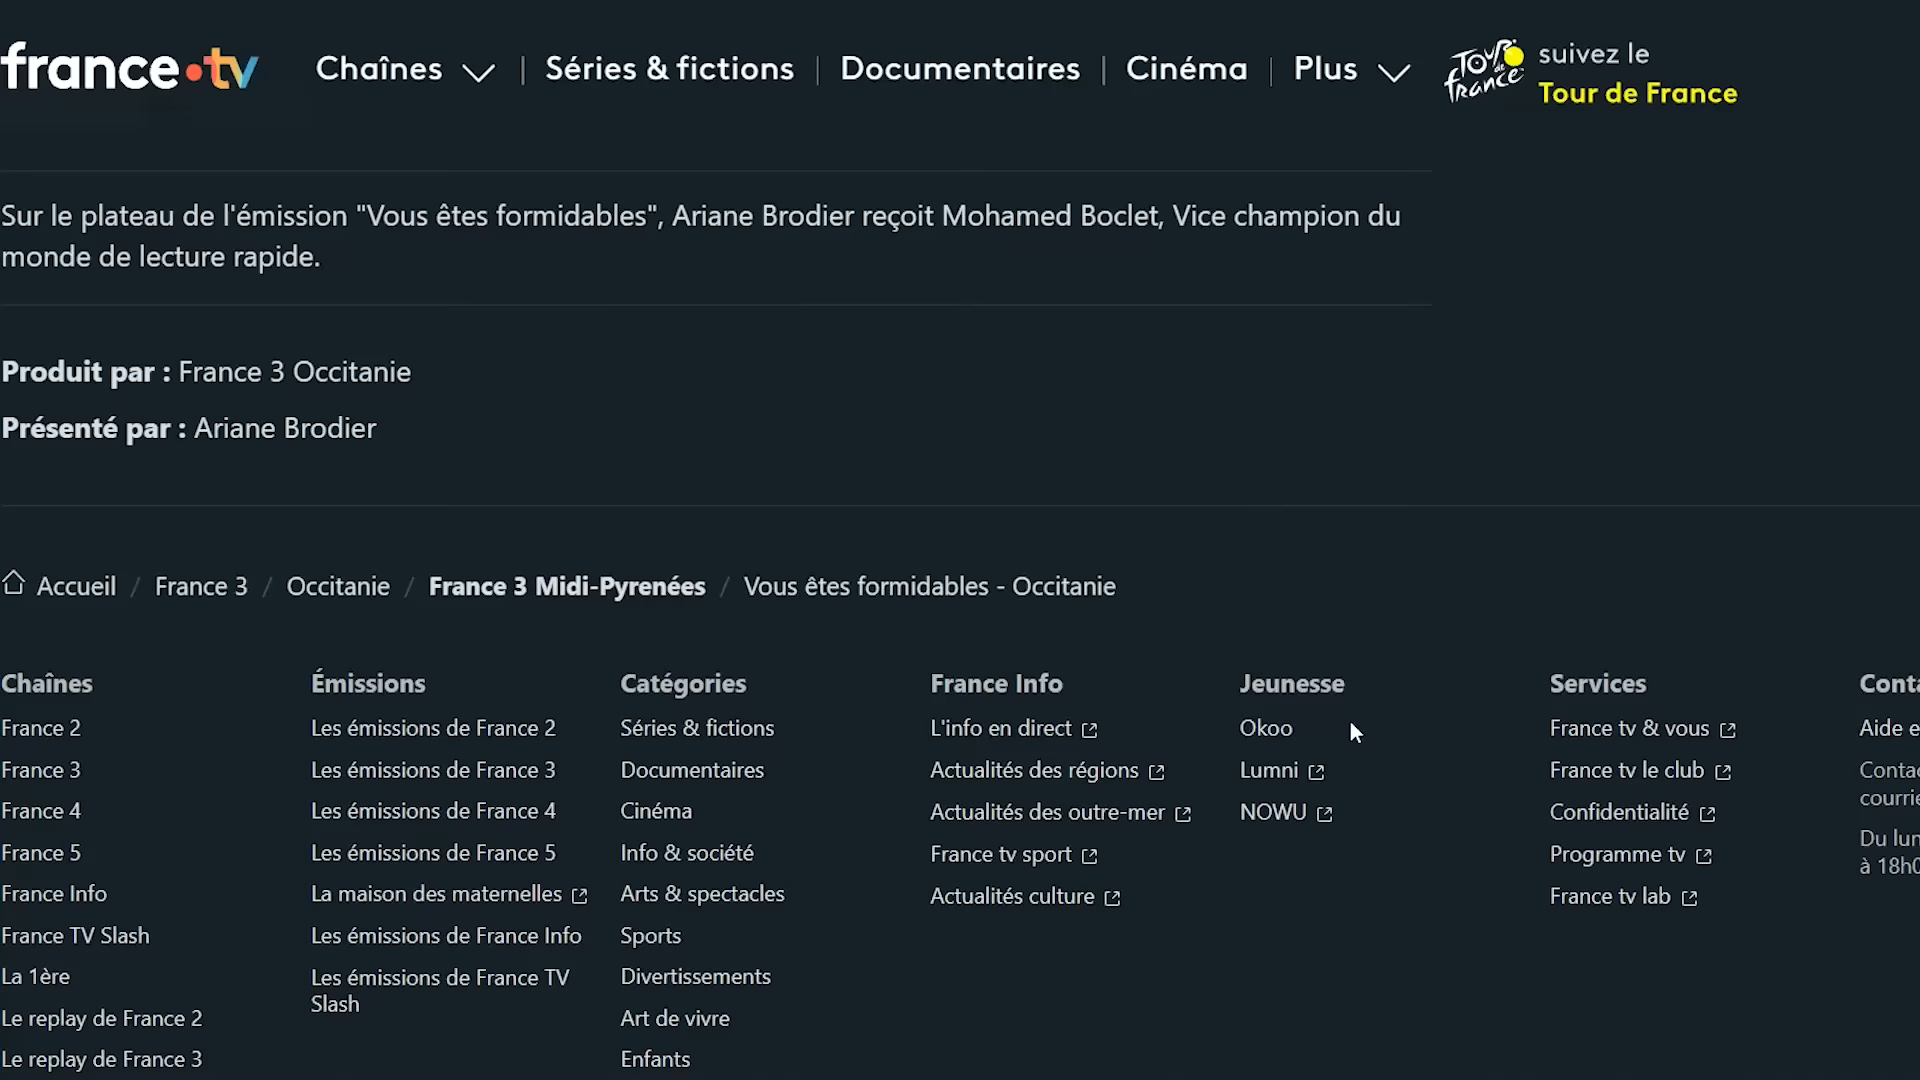 france•tv
Chaînes
Séries & fictions
Documentaires
Cinéma
Plus
TOUR de france
suivez le
Tour de France
Sur le plateau de l'émission "Vous êtes formidables", Ariane Brodier reçoit Mohamed Boclet, Vice champion du
monde de lecture rapide.
Produit par : France 3 Occitanie
Présenté par : Ariane Brodier
Accueil / France 3 / Occitanie / France 3 Midi-Pyrenées / Vous êtes formidables - Occitanie
Chaînes
France 2
France 3
France 4
France 5
France Info
France TV Slash
La 1ère
Le replay de France 2
Le replay de France 3
Émissions
Les émissions de France 2
Les émissions de France 3
Les émissions de France 4
Les émissions de France 5
La maison des maternelles
Les émissions de France Info
Les émissions de France TV
Slash
Catégories
Séries & fictions
Documentaires
Cinéma
Info & société
Arts & spectacles
Sports
Divertissements
Art de vivre
Enfants
France Info
L'info en direct
Actualités des régions
Actualités des outre-mer
France tv sport
Actualités culture
Jeunesse
Okoo
Lumni
NOWU
Services
France tv & vous
France tv le club
Confidentialité
Programme tv
France tv lab
Aide
Du
à